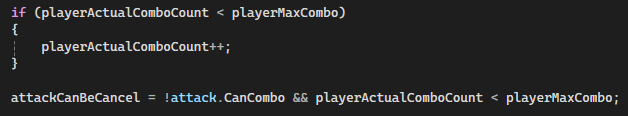 if (playerActualComboCount < playerMaxCombo)
{
    playerActualComboCount++;
}
attackCanBeCancel = !attack.CanCombo && playerActualComboCount < playerMaxCombo;